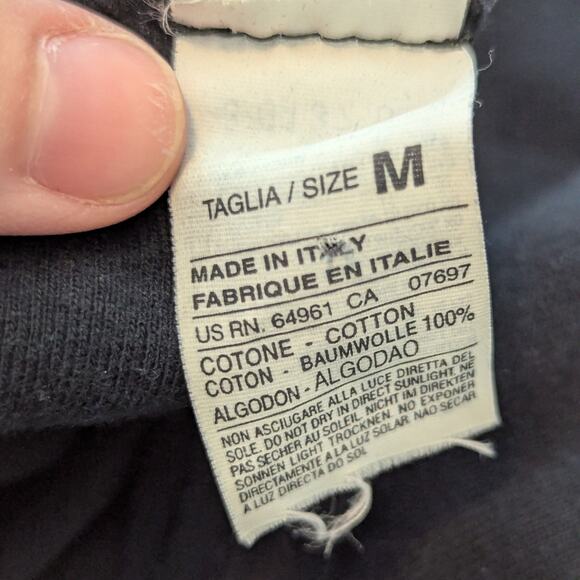 TAGLIA / SIZE M
MADE IN ITALY
FABRIQUE EN ITALIE
US RN. 64961 CA 07697
COTONE - COTTON
COTON - BAUMWOLLE 100%
ALGODON - ALGODAO
NON ASCIUGARE ALLA LUCE DIRETTA DEL
SOLE. DO NOT DRY IN DIRECT SUNLIGHT. NE
PAS SECHER AU SOLEIL. NICHT IM DIREKTEN
SONNEN LIGHT TROCKNEN. NO EXPONER
DIRECTAMENTE A LA LUZ SOLAR. NAO SECAR
A LUZ DIRECTA DO SOL